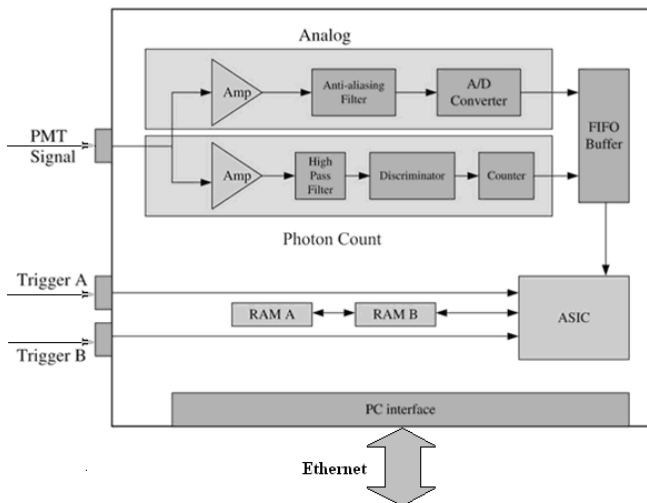 Analog
Amp
Anti-aliasing
Filter
A/D
Converter
PMT
Signal
FIFO
Buffer
Amp
High
Pass
Filter
Discriminator
Counter
Photon Count
Trigger A
RAM A
RAM B
ASIC
Trigger B
PC interface
Ethernet